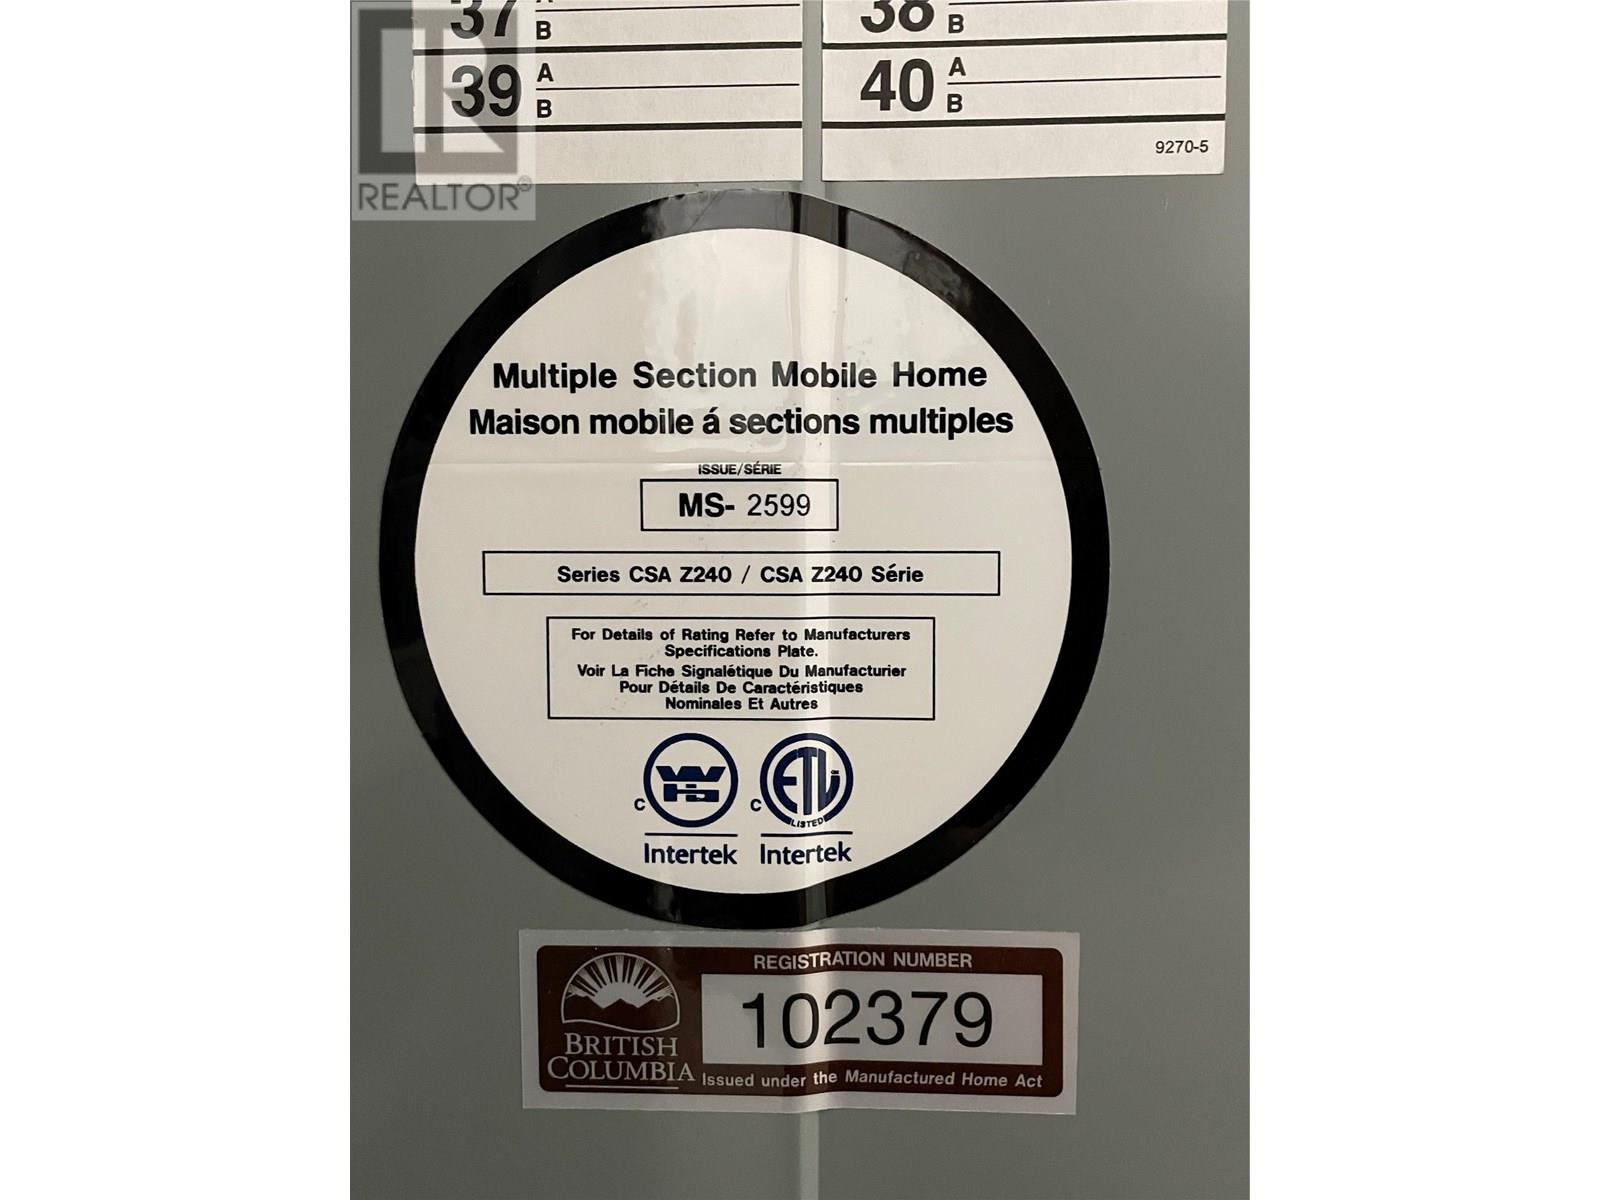 37 A B
38 B
39 A B
40 A B
9270-5
REALTOR®
Multiple Section Mobile Home
Maison mobile á sections multiples
ISSUE/SÉRIE
MS- 2599
Series CSA Z240 / CSA Z240 Série
For Details of Rating Refer to Manufacturers
Specifications Plate.
Voir La Fiche Signalétique Du Manufacturier
Pour Détails De Caractéristiques
Nominales Et Autres
C WH C ETL LISTED
Intertek Intertek
REGISTRATION NUMBER
102379
BRITISH
COLUMBIA
Issued under the Manufactured Home Act